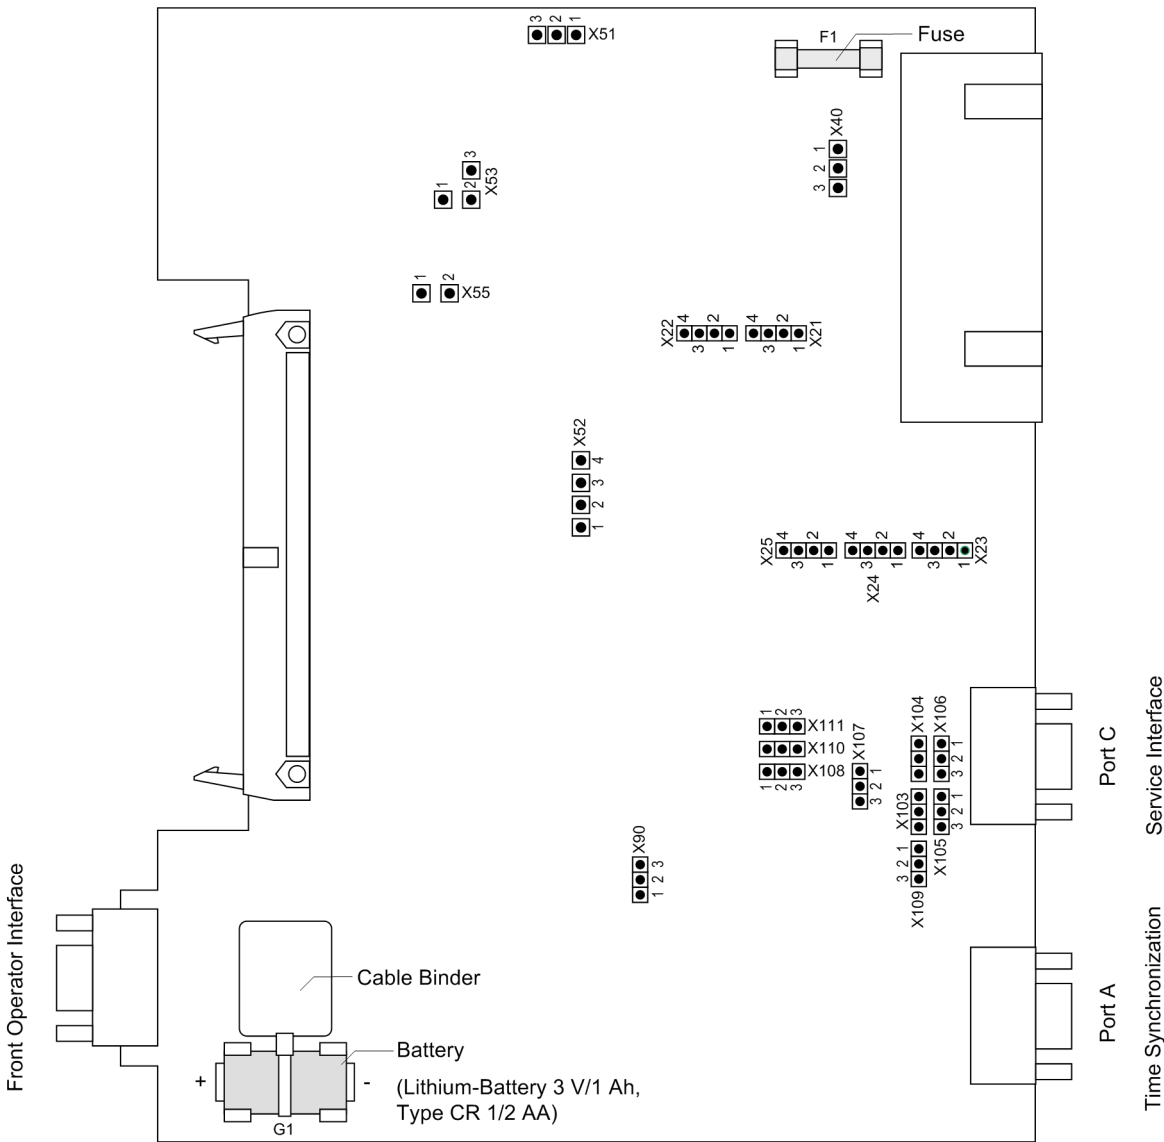 3 2 1 X51
F1
Fuse
X40
1
2
3
3
1 2 X53
1 2 X55
X22 4 2
3 1
4 2 X21
3 1
X52
4
3
2
1
X25 4 2
3 1
4 2
3 1
X24
4 2
3 1 X23
1 2 3
X111
X110
X108
1 2 3
X107
3 2 1
X104
X106
3 2 1
X103
3 2 1
X105
3 2 1
X109
X90
1 2 3
Port C
Service Interface
Port A
Time Synchronization
Front Operator Interface
Cable Binder
Battery
(Lithium-Battery 3 V/1 Ah,
Type CR 1/2 AA)
+ -
G1